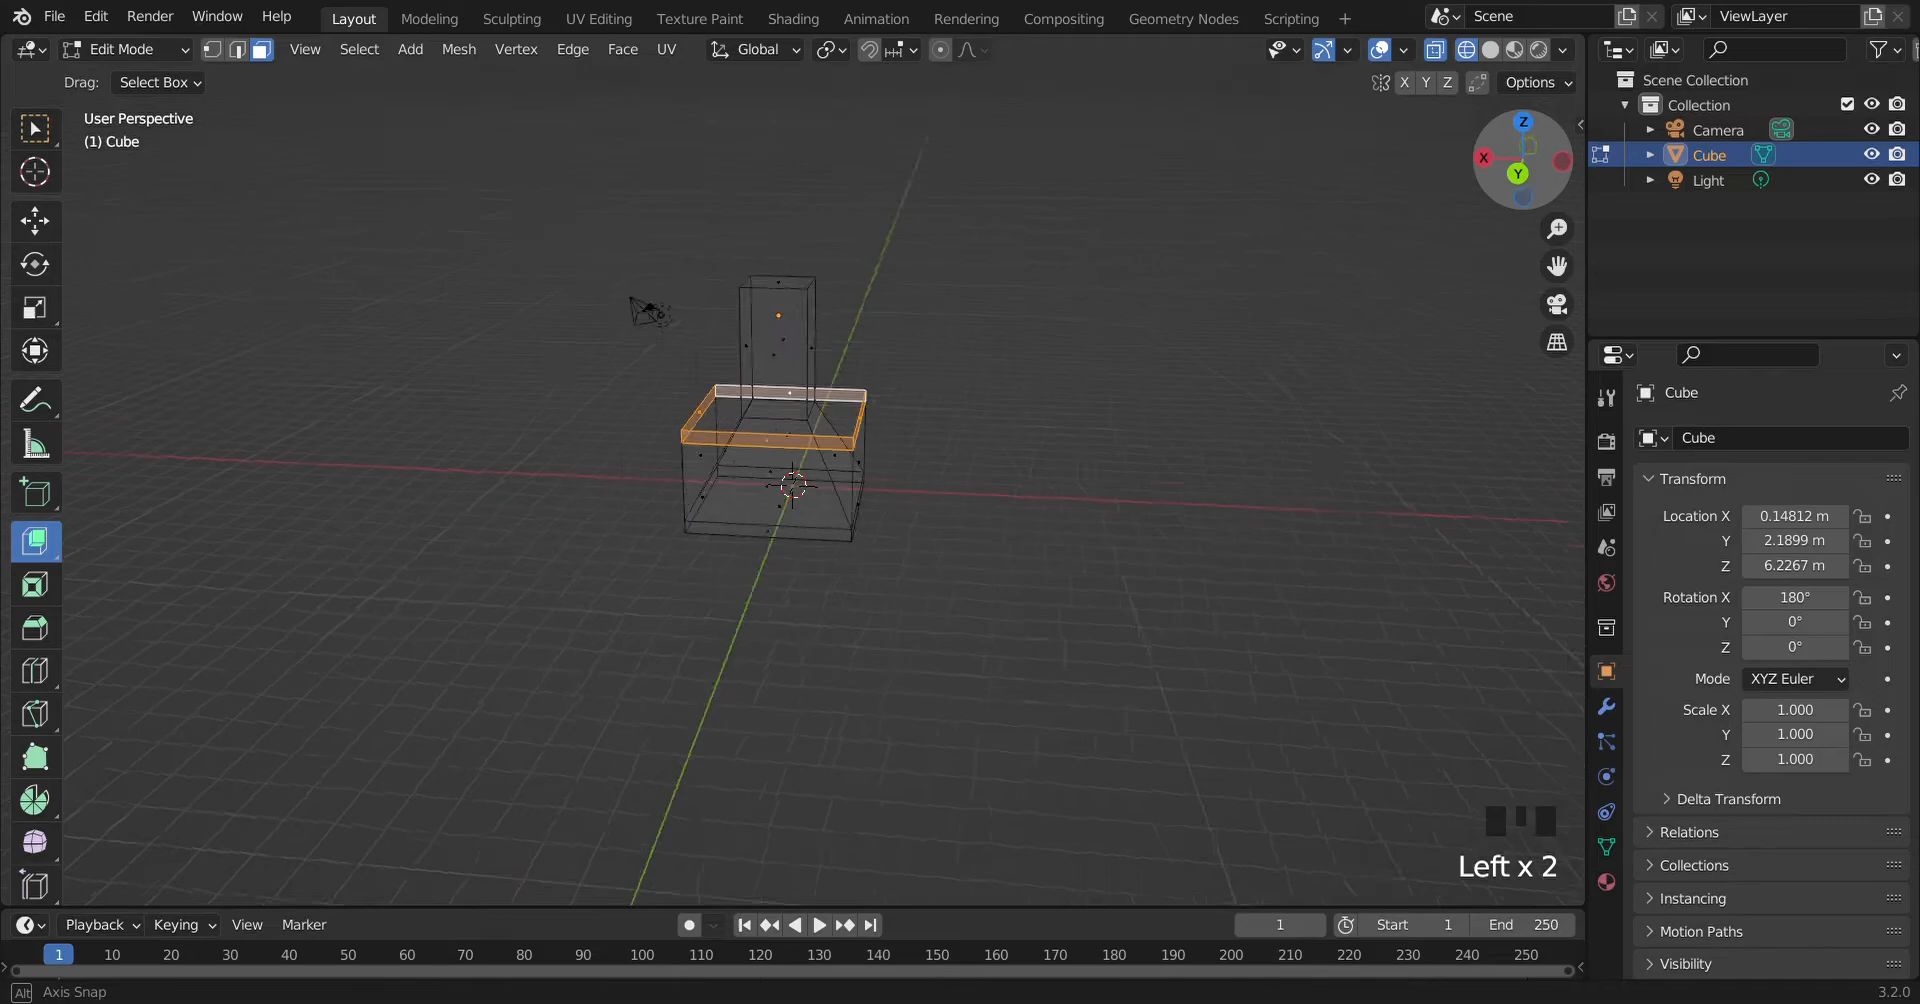 File Edit Render Window Help Layout Modeling Sculpting UV Editing Texture Paint Shading Animation Rendering Compositing Geometry Nodes Scripting + Scene ViewLayer
Edit Mode View Select Add Mesh Vertex Edge Face UV Global
Drag: Select Box X Y Z Options
User Perspective
(1) Cube
Z
X
Y
Scene Collection
Collection
Camera
Cube
Light
Cube
Cube
Transform
Location X 0.14812 m
Y 2.1899 m
Z 6.2267 m
Rotation X 180°
Y 0°
Z 0°
Mode XYZ Euler
Scale X 1.000
Y 1.000
Z 1.000
Delta Transform
Relations
Collections
Instancing
Motion Paths
Visibility
Left x 2
Playback Keying View Marker 1 Start 1 End 250
1 10 20 30 40 50 60 70 80 90 100 110 120 130 140 150 160 170 180 190 200 210 220 230 240 250
Alt Axis Snap 3.2.0